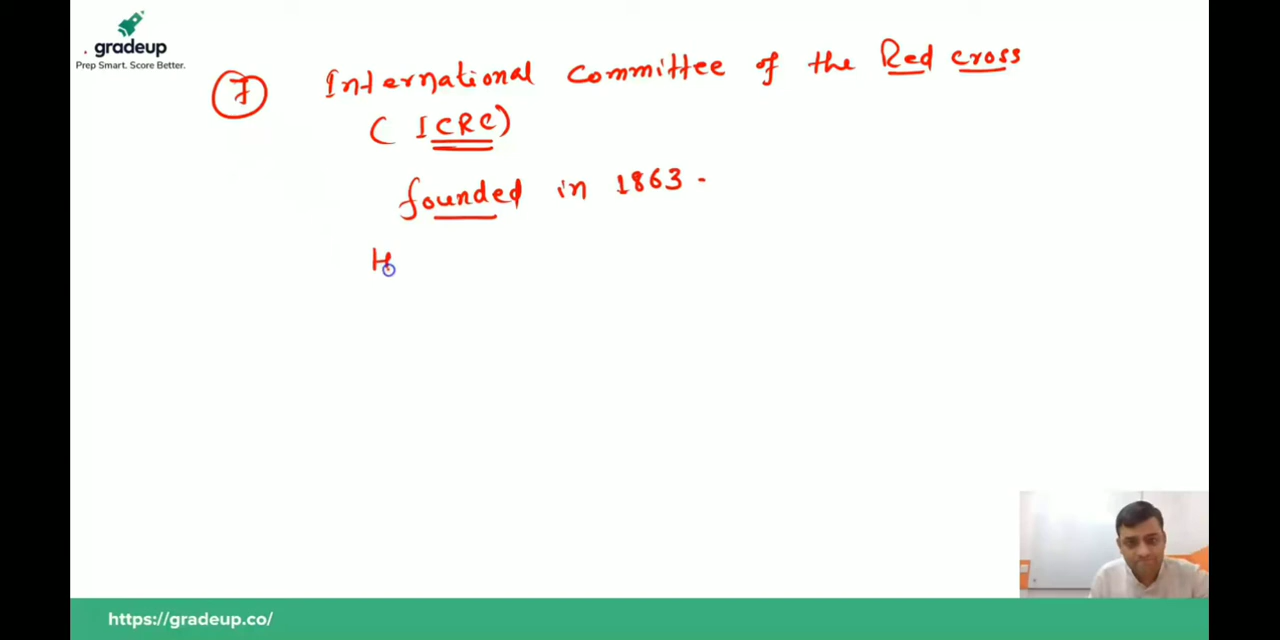 gradeup
Prep Smart. Score Better.
7 International committee of the Red cross
(ICRC)
founded in 1863.
H
https://gradeup.co/